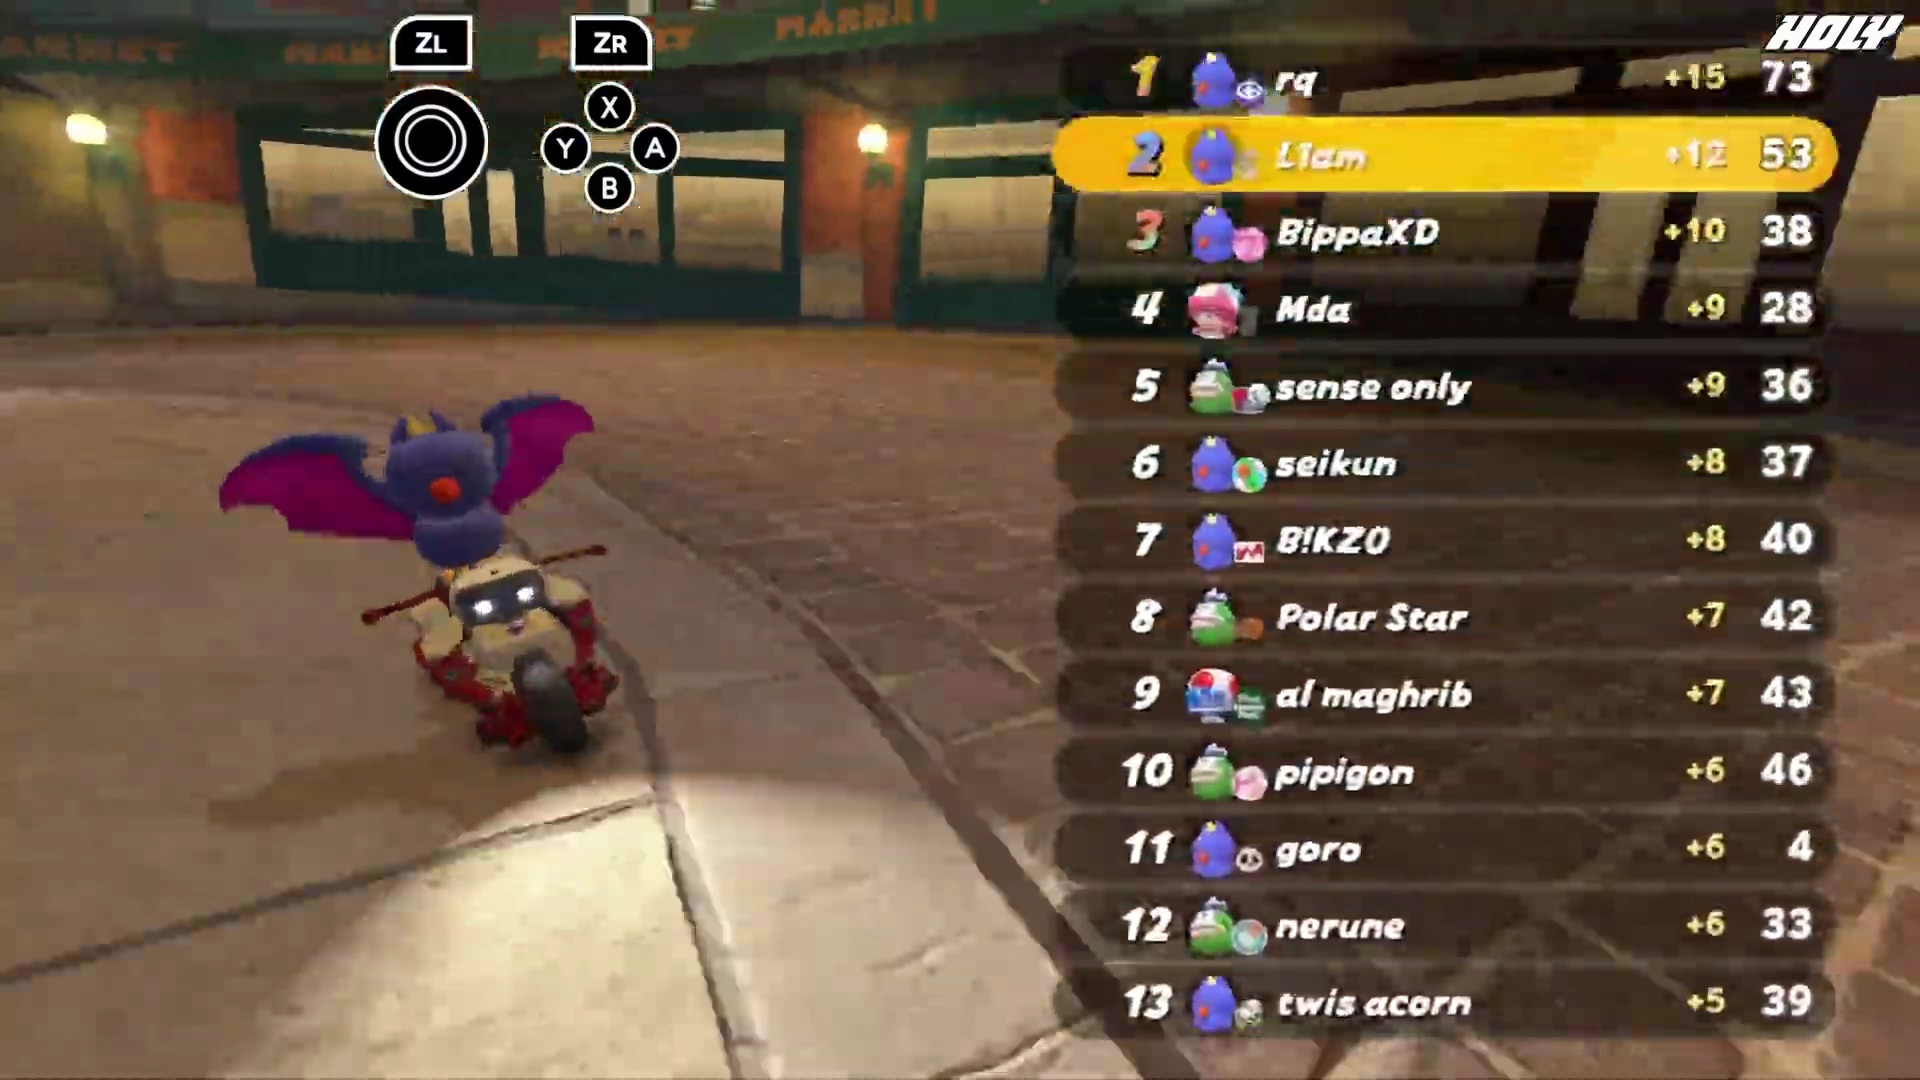 MARKET
HOLY
ZL
ZR
X
Y
A
B
1 rq +15 73
2 L1am +12 53
3 BippaXD +10 38
4 Mda +9 28
5 sense only +9 36
6 seikun +8 37
7 B!KZO +8 40
8 Polar Star +7 42
9 al maghrib +7 43
10 pipigon +6 46
11 goro +6 4
12 nerune +6 33
13 twis acorn +5 39